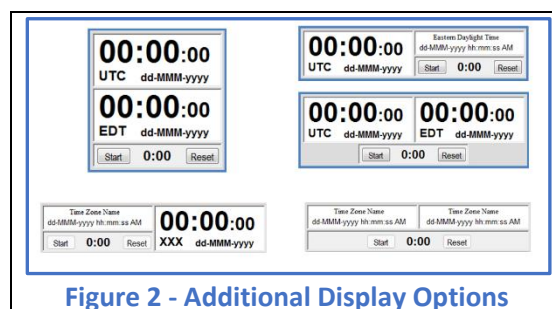 00:00:00
UTC dd-MMM-yyyy
00:00:00
EDT dd-MMM-yyyy
Start 0:00 Reset
00:00:00
UTC dd-MMM-yyyy
Eastern Daylight Time
dd-MMM-yyyy hh:mm:ss AM
Start 0:00 Reset
00:00:00
UTC dd-MMM-yyyy
00:00:00
EDT dd-MMM-yyyy
Start 0:00 Reset
Time Zone Name
dd-MMM-yyyy hh:mm:ss AM
Start 0:00 Reset
00:00:00
XXX dd-MMM-yyyy
Time Zone Name
dd-MMM-yyyy hh:mm:ss AM
Time Zone Name
dd-MMM-yyyy hh:mm:ss AM
Start 0:00 Reset
Figure 2 - Additional Display Options